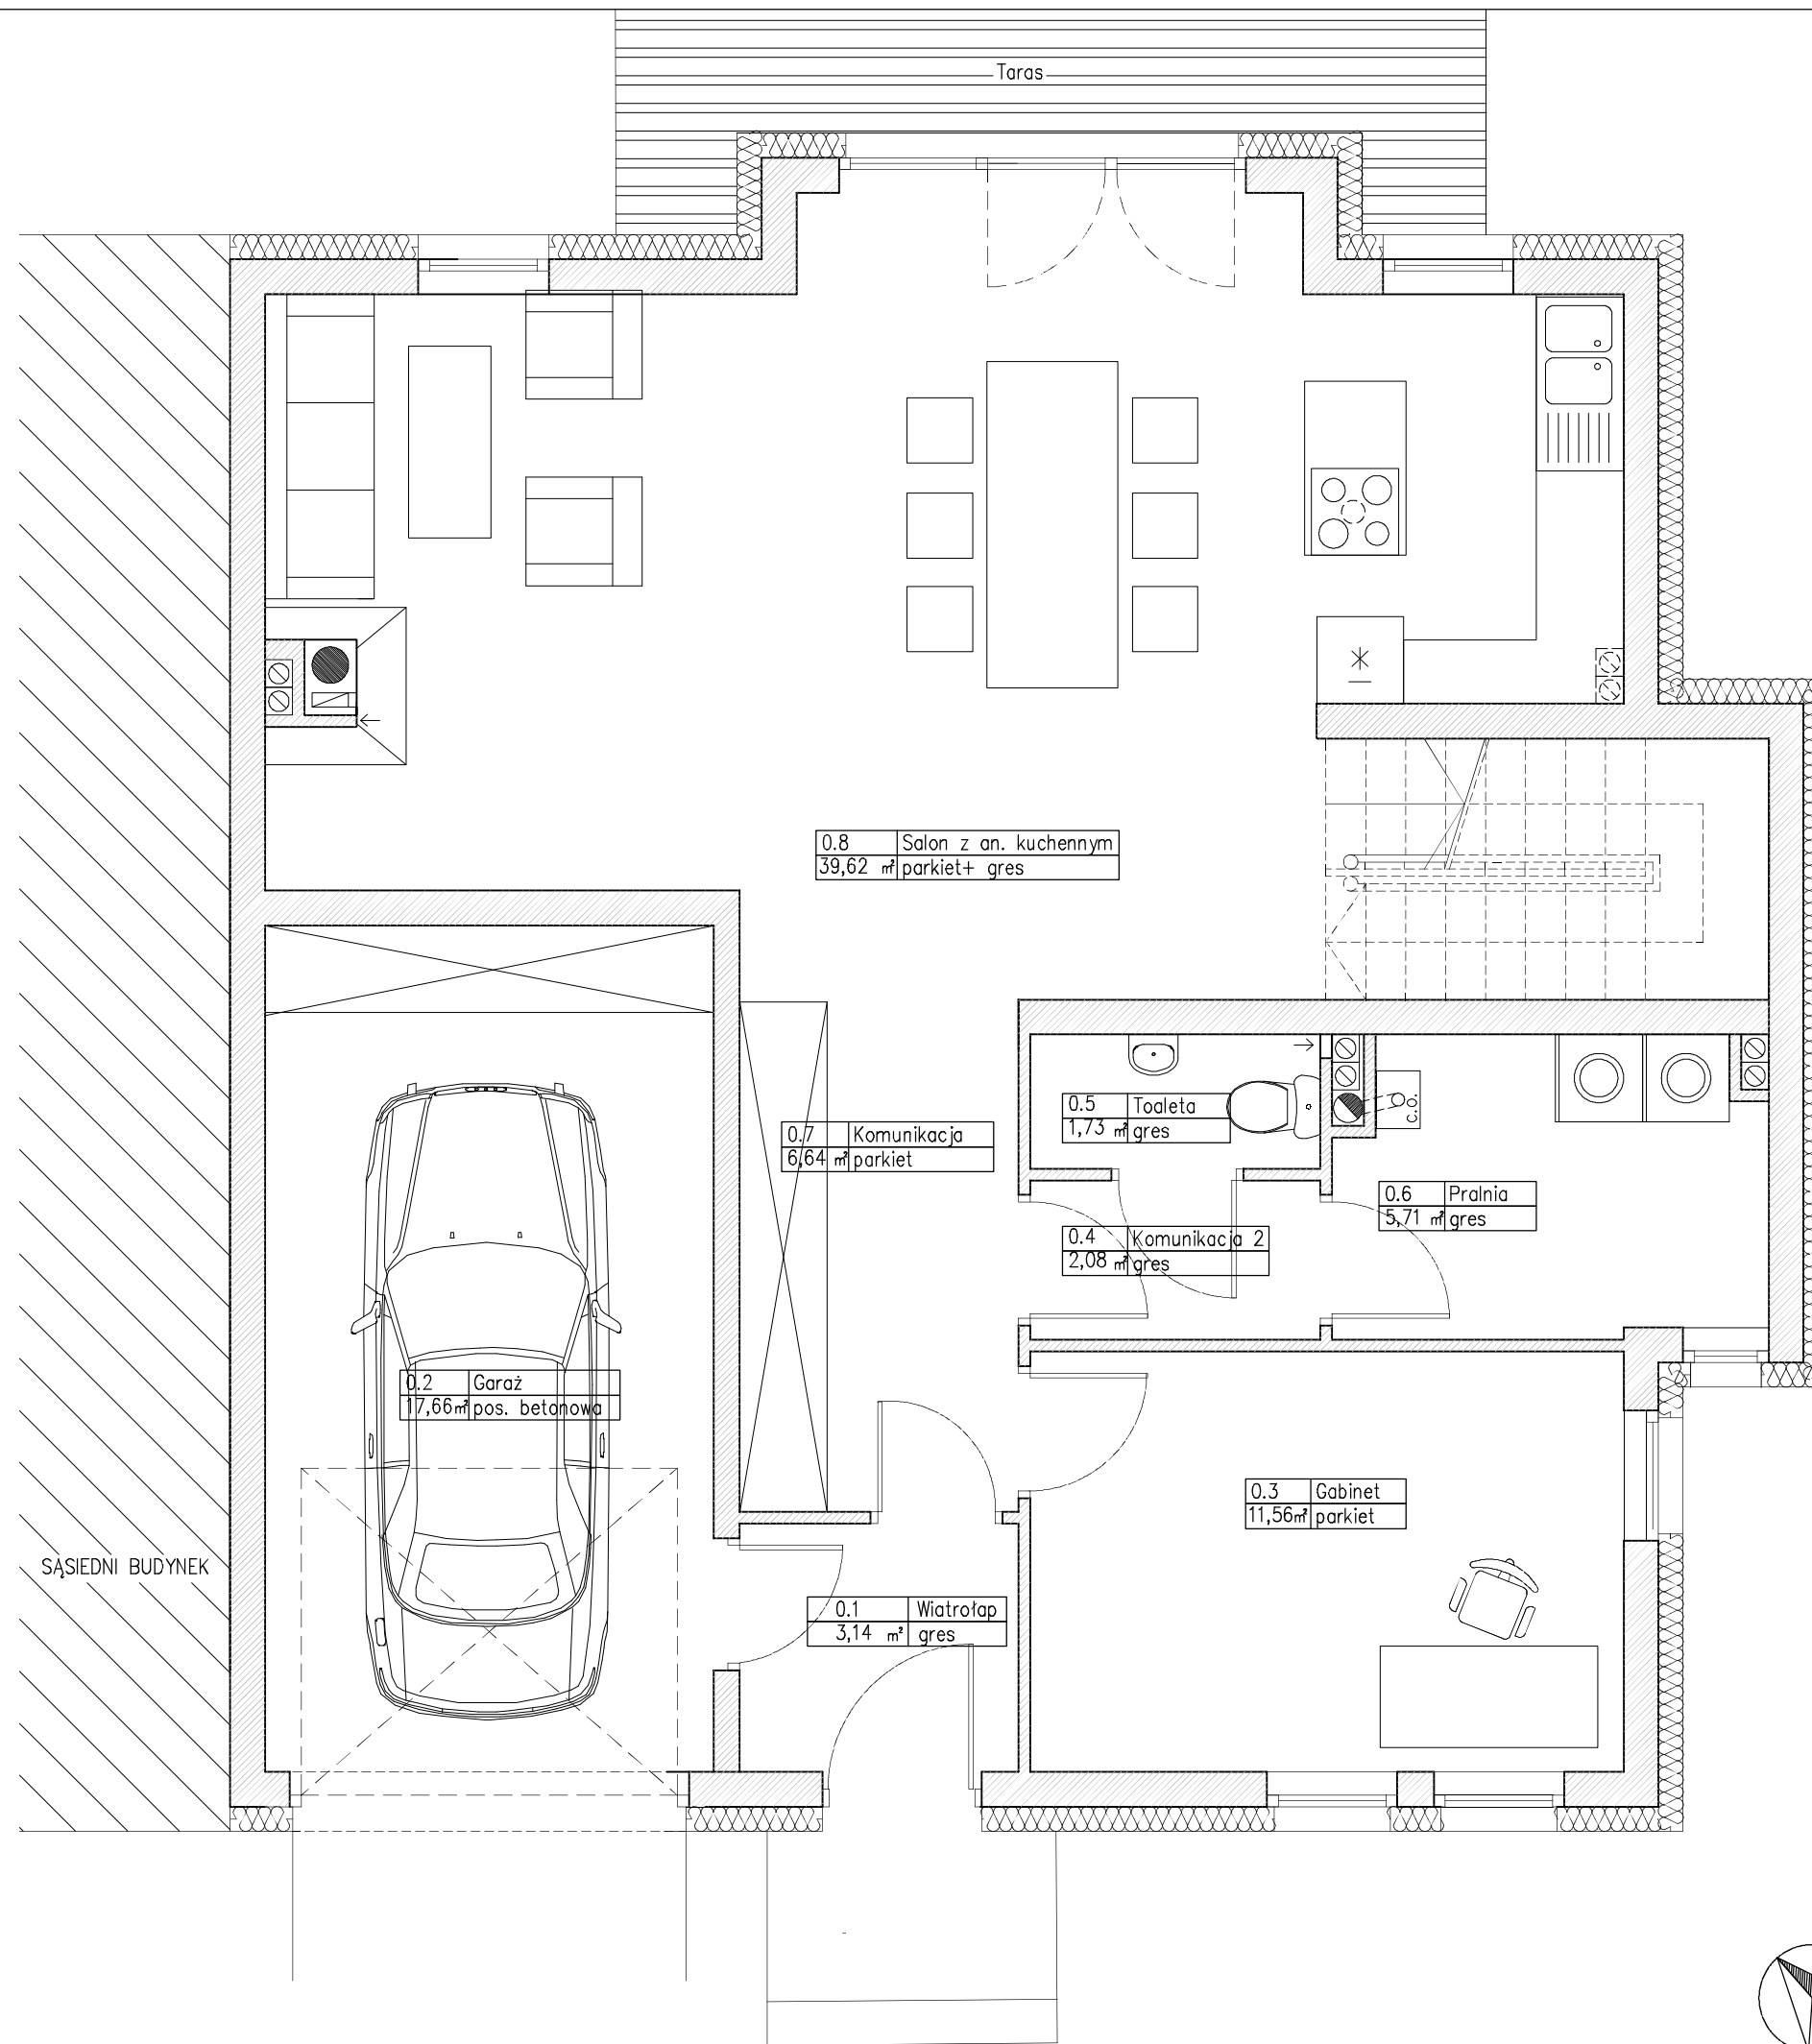 Taras
0.8 Salon z an. kuchennym
39,62 m² parkiet+ gres
0.5 Toaleta
1,73 m² gres
c.o.
0.7 Komunikacja
6,64 m² parkiet
0.6 Pralnia
5,71 m² gres
0.4 Komunikacja 2
2,08 m² gres
0.2 Garaż
17,66m² pos. betonowa
0.3 Gabinet
11,56m² parkiet
SĄSIEDNI BUDYNEK
0.1 Wiatrołap
3,14 m² gres